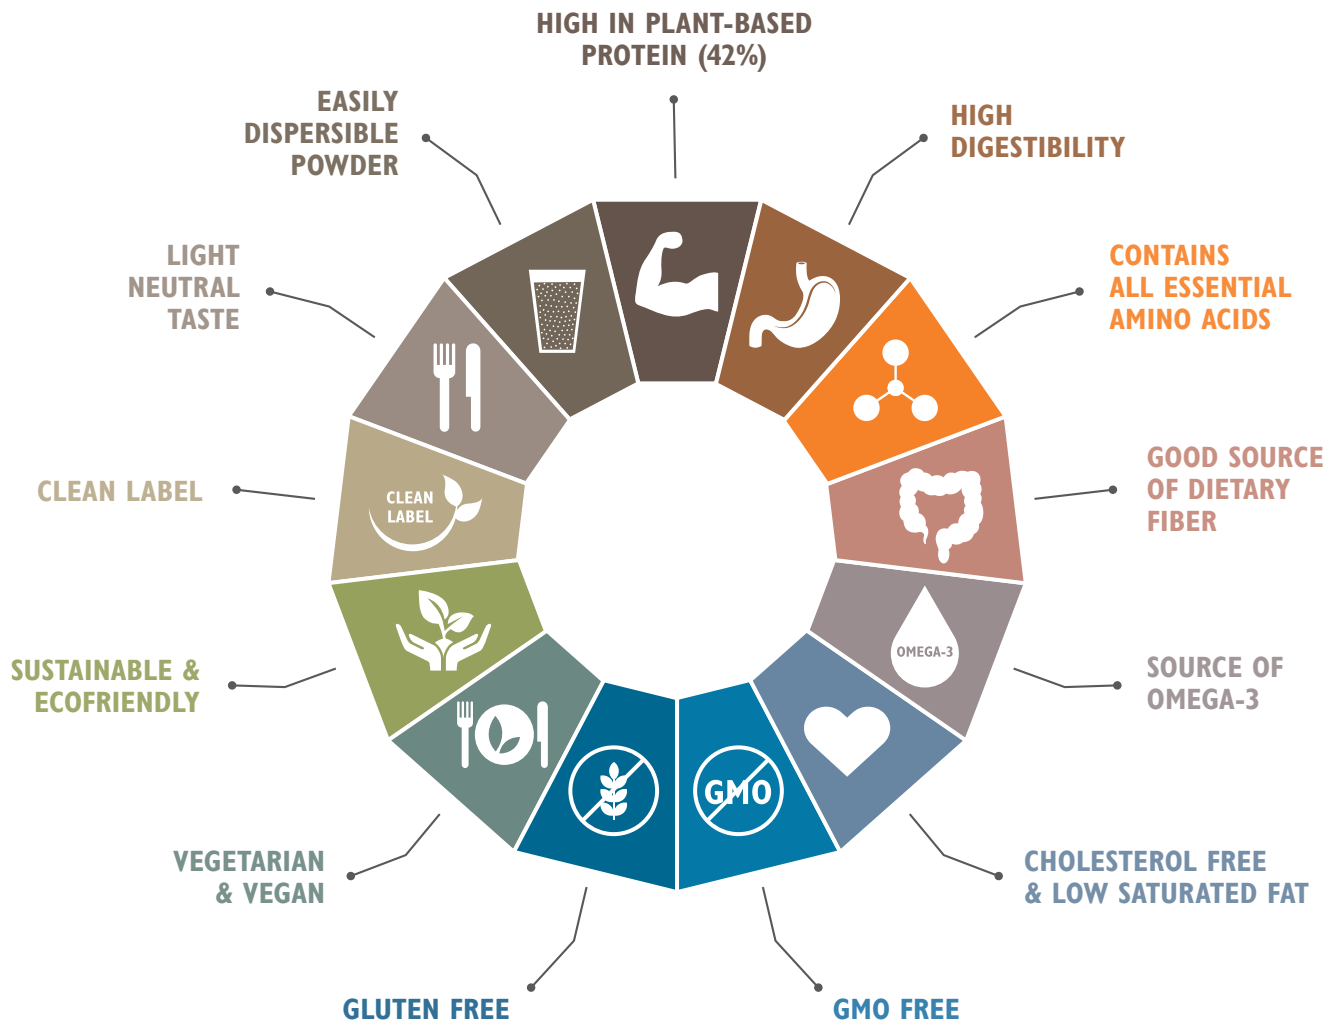 HIGH IN PLANT-BASED
PROTEIN (42%)
EASILY
DISPERSIBLE
POWDER
HIGH
DIGESTIBILITY
LIGHT
NEUTRAL
TASTE
CONTAINS
ALL ESSENTIAL
AMINO ACIDS
CLEAN LABEL
CLEAN
LABEL
GOOD SOURCE
OF DIETARY
FIBER
OMEGA-3
SUSTAINABLE &
ECOFRIENDLY
SOURCE OF
OMEGA-3
GMO
VEGETARIAN
& VEGAN
CHOLESTEROL FREE
& LOW SATURATED FAT
GLUTEN FREE
GMO FREE